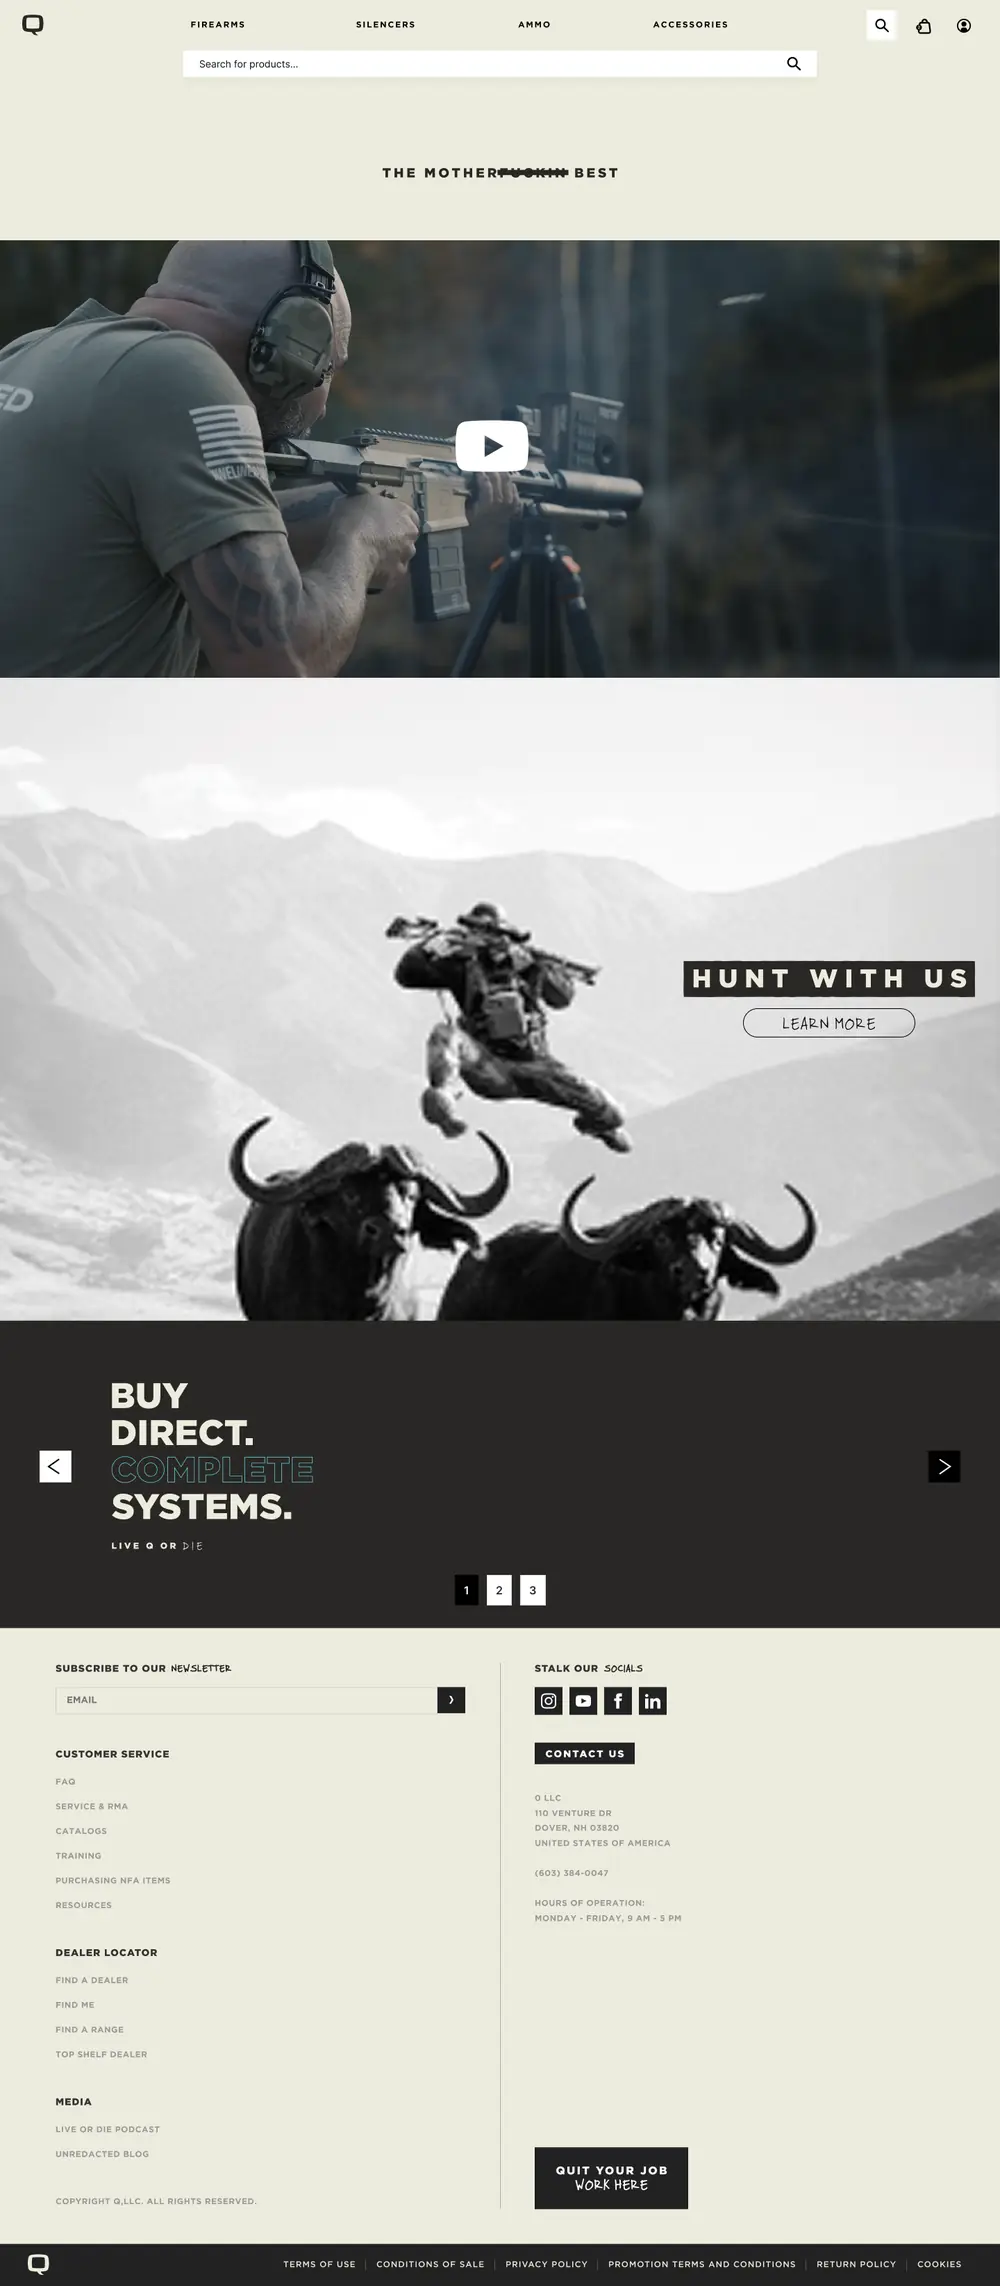 Q
FIREARMS
SILENCERS
AMMO
ACCESSORIES
0
Search for products...
THE MOTHERFUCKIN BEST
ED
HUNT WITH US
LEARN MORE
BUY
DIRECT.
COMPLETE
SYSTEMS.
LIVE Q OR DIE
1 2 3
SUBSCRIBE TO OUR NEWSLETTER
EMAIL
CUSTOMER SERVICE
FAQ
SERVICE & RMA
CATALOGS
TRAINING
PURCHASING NFA ITEMS
RESOURCES
DEALER LOCATOR
FIND A DEALER
FIND ME
FIND A RANGE
TOP SHELF DEALER
MEDIA
LIVE OR DIE PODCAST
UNREDACTED BLOG
COPYRIGHT Q,LLC. ALL RIGHTS RESERVED.
STALK OUR SOCIALS
CONTACT US
Q LLC
110 VENTURE DR
DOVER, NH 03820
UNITED STATES OF AMERICA
(603) 384-0047
HOURS OF OPERATION:
MONDAY - FRIDAY, 9 AM - 5 PM
QUIT YOUR JOB
WORK HERE
Q
TERMS OF USE
CONDITIONS OF SALE
PRIVACY POLICY
PROMOTION TERMS AND CONDITIONS
RETURN POLICY
COOKIES